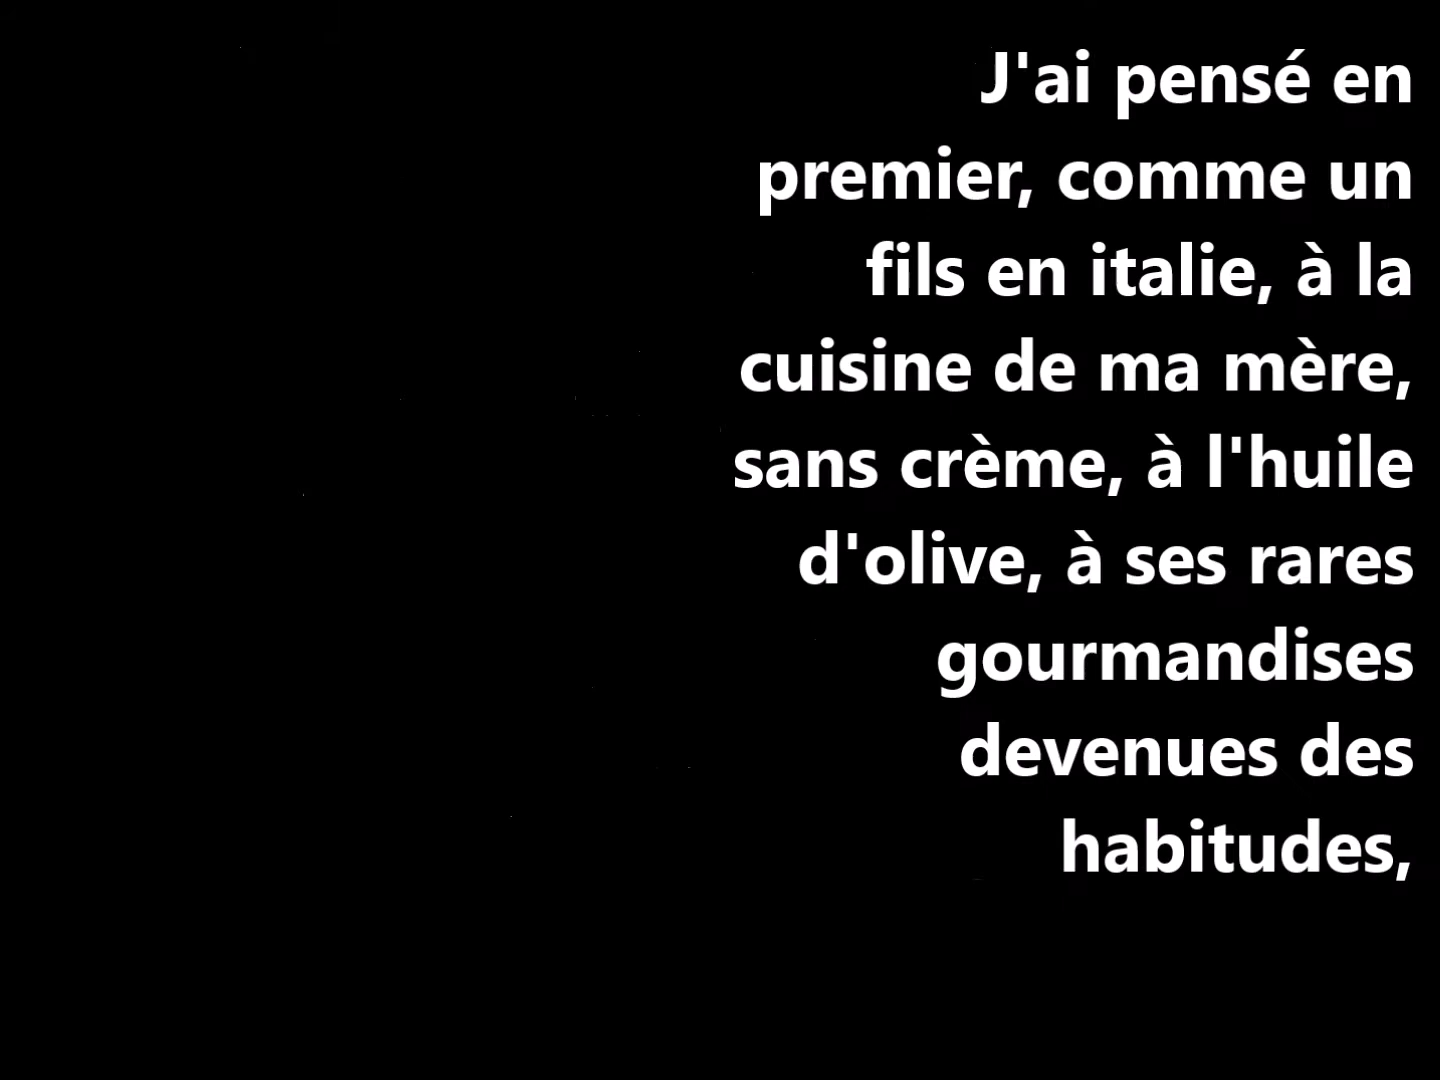 J'ai pensé en
premier, comme un
fils en italie, à la
cuisine de ma mère,
sans crème, à l'huile
d'olive, à ses rares
gourmandises
devenues des
habitudes,